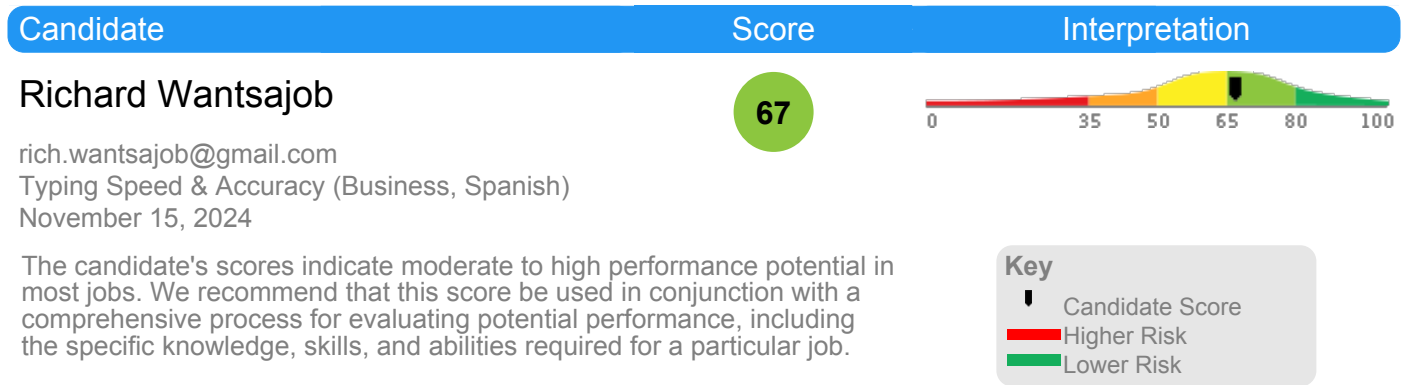 Candidate Score Interpretation
Richard Wantsajob
67
0 35 50 65 80 100
rich.wantsajob@gmail.com
Typing Speed & Accuracy (Business, Spanish)
November 15, 2024
The candidate's scores indicate moderate to high performance potential in
most jobs. We recommend that this score be used in conjunction with a
comprehensive process for evaluating potential performance, including
the specific knowledge, skills, and abilities required for a particular job.
Key
Candidate Score
Higher Risk
Lower Risk